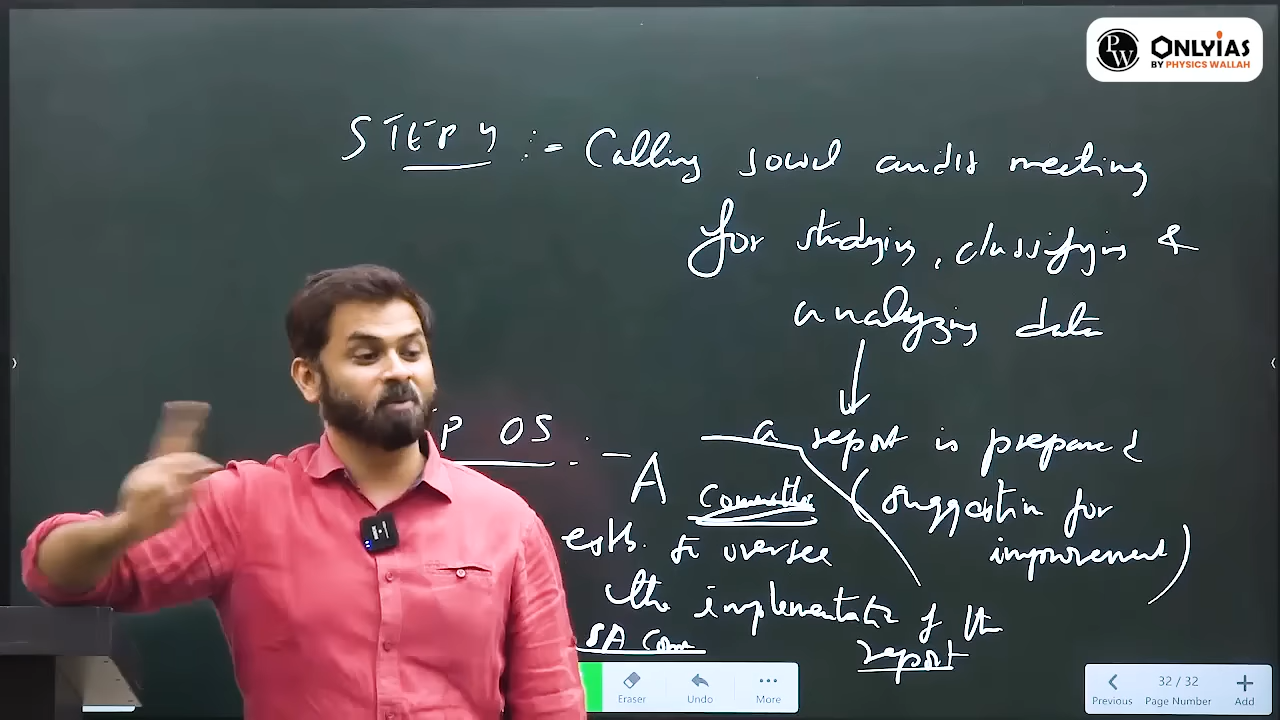 PW ONLYIAS
BY PHYSICS WALLAH
STEP 4 :- Calling social audit meeting
for studying, classifying &
analyzing data
a report is prepared
(suggestion for
improvement)
P 05. - A committee
estb. to oversee
the implementation of the
report
SA Comm
Eraser
Undo
More
Previous
32 / 32
Page Number
Add